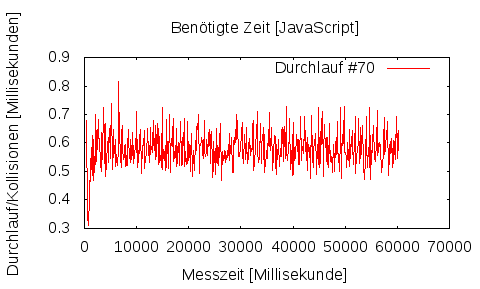 Benötigte Zeit [JavaScript]
Durchlauf/Kollisionen [Millisekunden]
Durchlauf #70
0.9
0.8
0.7
0.6
0.5
0.4
0.3
0 10000 20000 30000 40000 50000 60000 70000
Messzeit [Millisekunde]